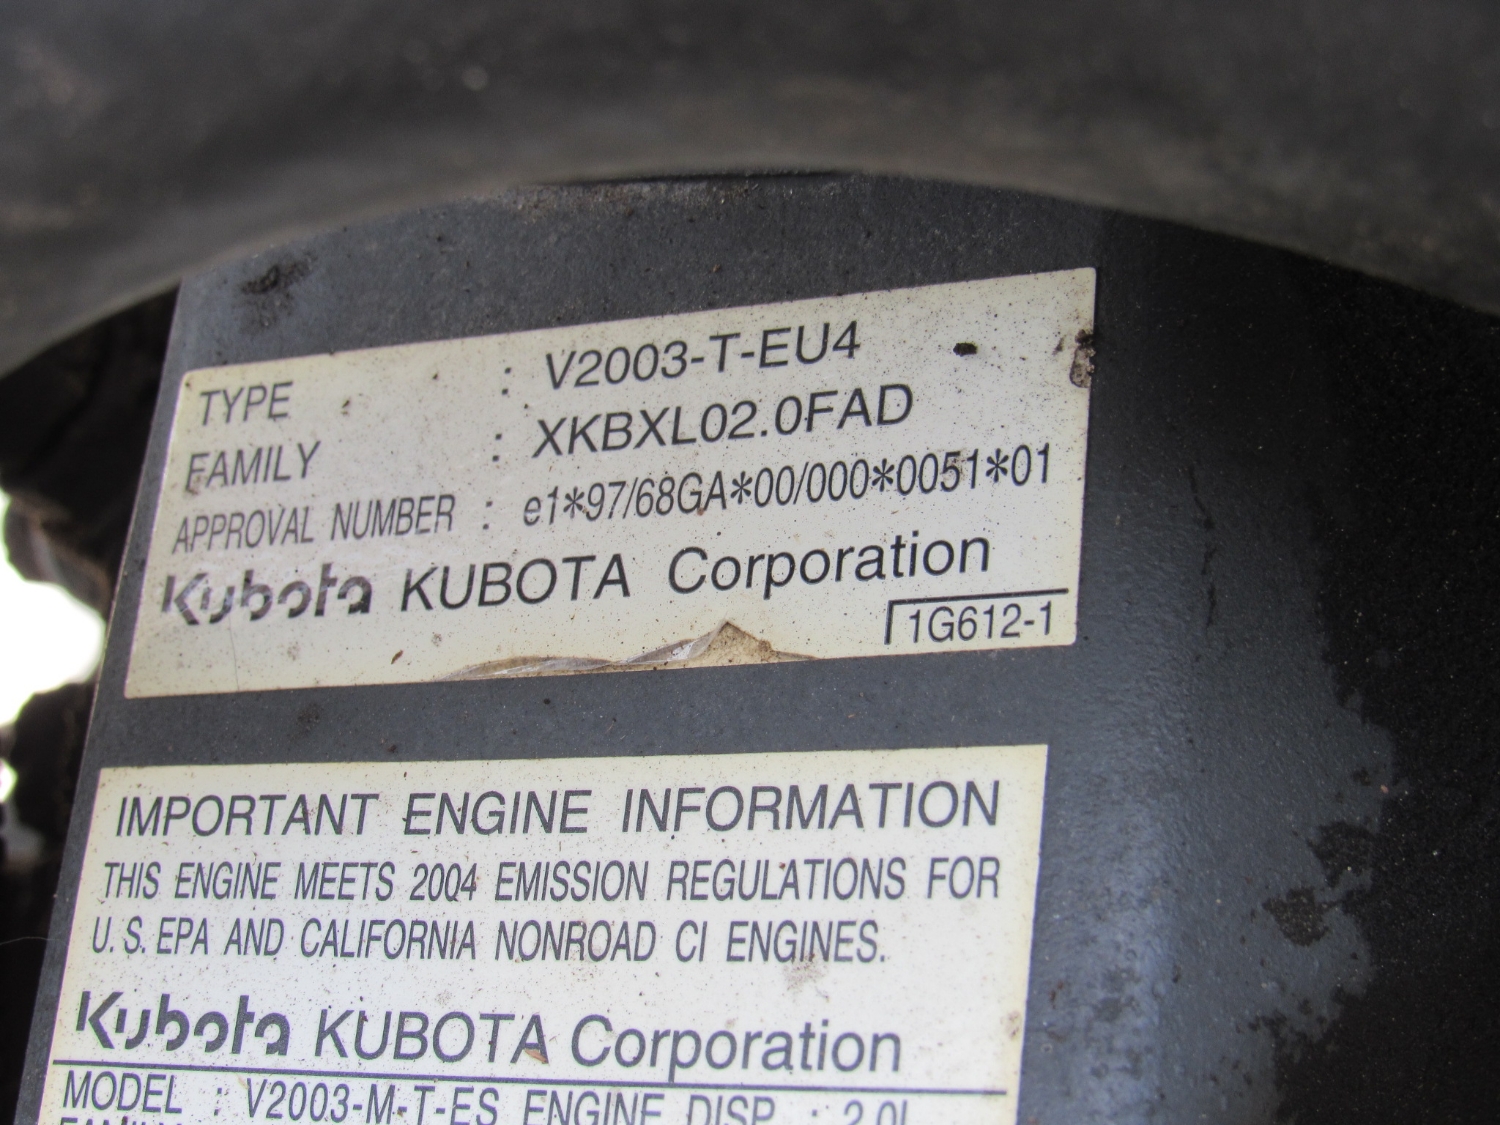 TYPE : V2003-T-EU4
FAMILY : XKBXL02.0FAD
APPROVAL NUMBER : e1*97/68GA*00/000*0051*01
Kubota KUBOTA Corporation
1G612-1
IMPORTANT ENGINE INFORMATION
THIS ENGINE MEETS 2004 EMISSION REGULATIONS FOR
U.S. EPA AND CALIFORNIA NONROAD CI ENGINES.
Kubota KUBOTA Corporation
MODEL : V2003-M-T-ES ENGINE DISP. : 2.0L